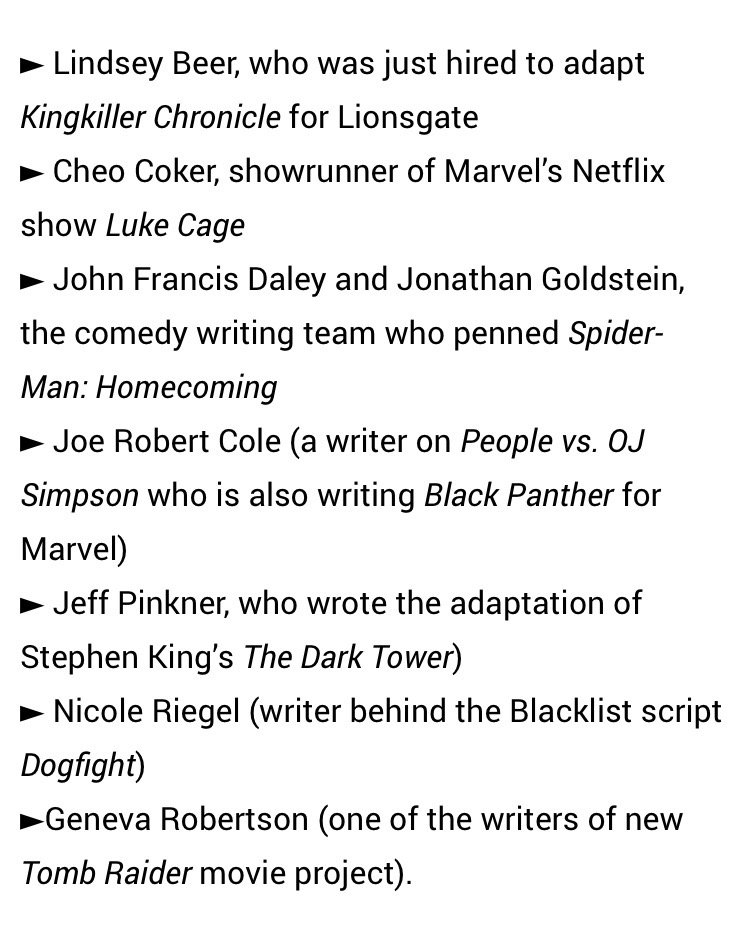 ► Lindsey Beer, who was just hired to adapt
Kingkiller Chronicle for Lionsgate
► Cheo Coker, showrunner of Marvel’s Netflix
show Luke Cage
► John Francis Daley and Jonathan Goldstein,
the comedy writing team who penned Spider-
Man: Homecoming
► Joe Robert Cole (a writer on People vs. OJ
Simpson who is also writing Black Panther for
Marvel)
► Jeff Pinkner, who wrote the adaptation of
Stephen King’s The Dark Tower)
► Nicole Riegel (writer behind the Blacklist script
Dogfight)
►Geneva Robertson (one of the writers of new
Tomb Raider movie project).